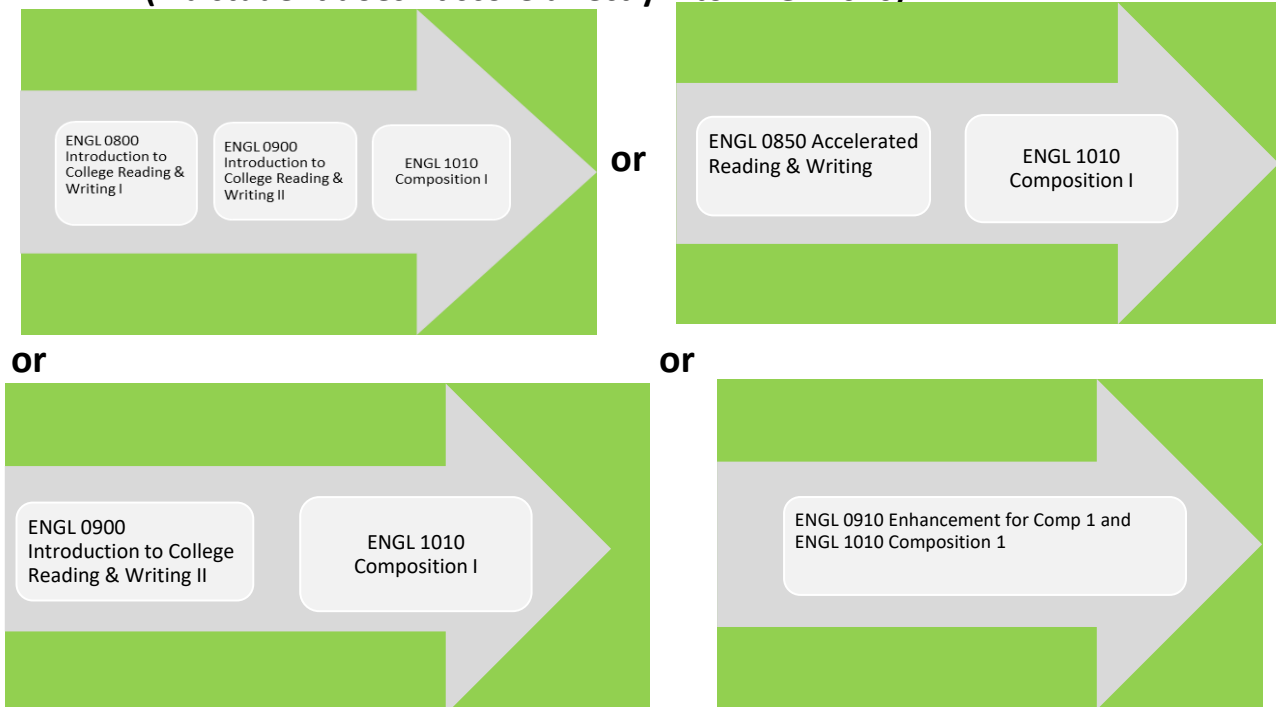 ENGL 0800
Introduction to
College Reading &
Writing I
ENGL 0900
Introduction to
College Reading &
Writing II
ENGL 1010
Composition I
or
ENGL 0850 Accelerated
Reading & Writing
ENGL 1010
Composition I
or
or
ENGL 0900
Introduction to College
Reading & Writing II
ENGL 1010
Composition I
ENGL 0910 Enhancement for Comp 1 and
ENGL 1010 Composition 1